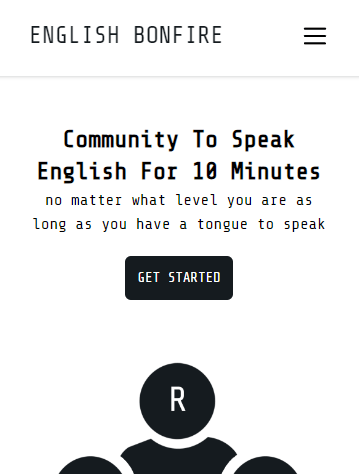 ENGLISH BONFIRE
Community To Speak
English For 10 Minutes
no matter what level you are as
long as you have a tongue to speak
GET STARTED
R